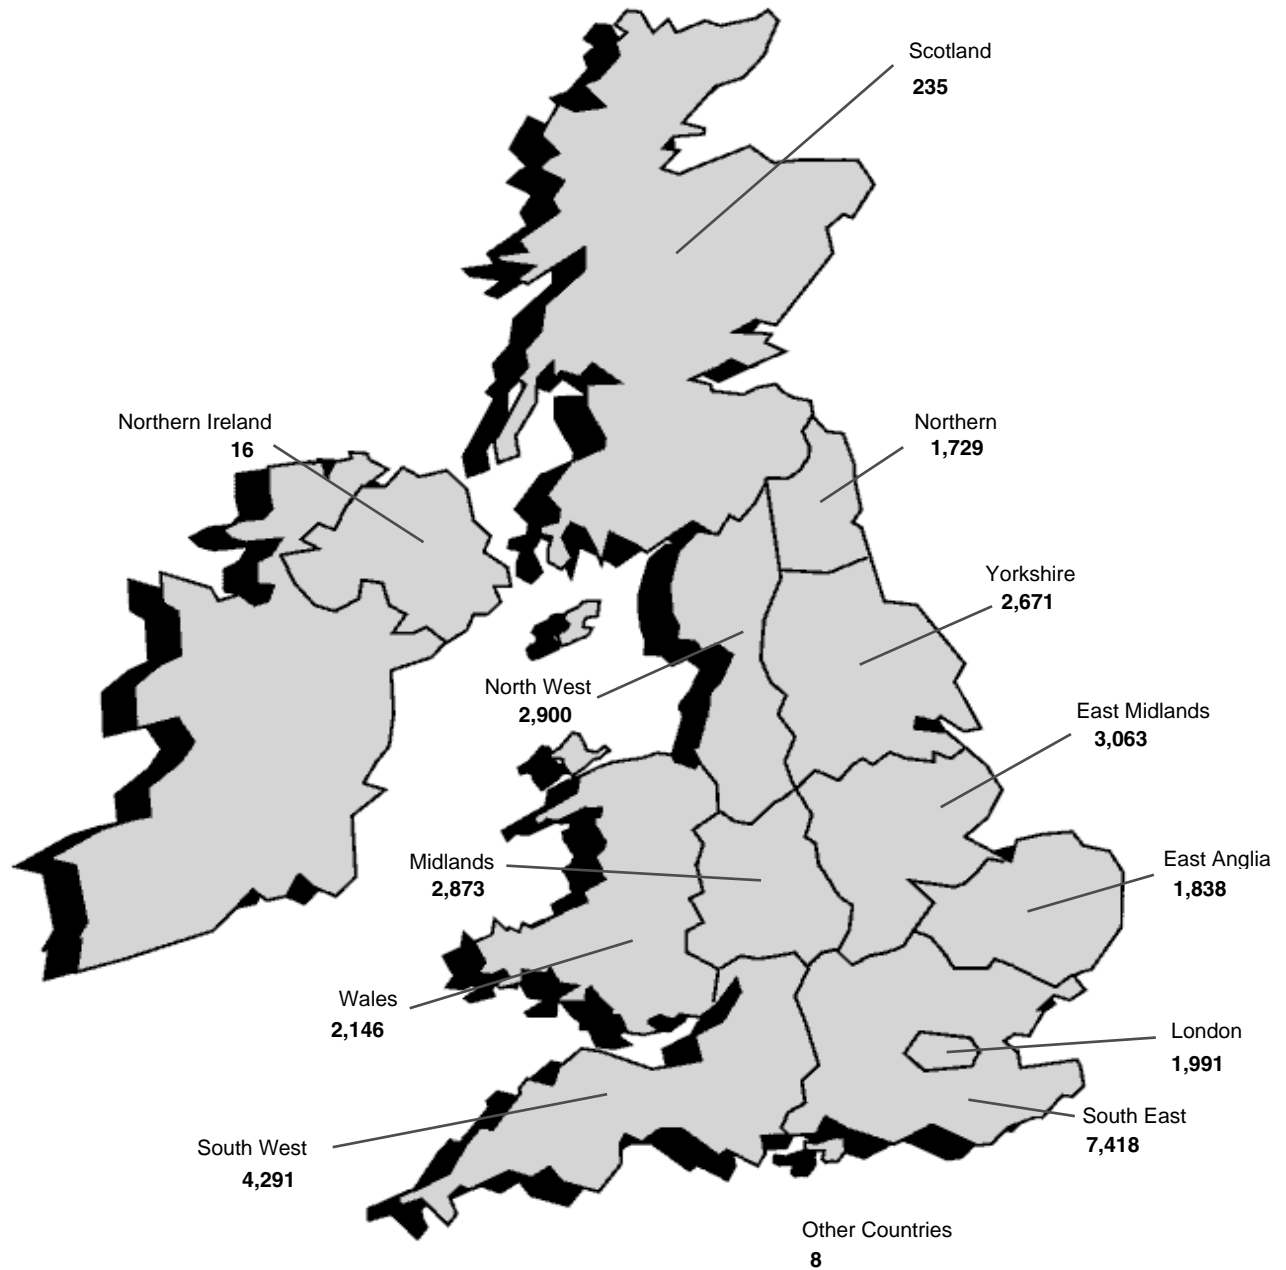 Scotland
235
Northern Ireland
16
Northern
1,729
Yorkshire
2,671
North West
2,900
East Midlands
3,063
Midlands
2,873
East Anglia
1,838
Wales
2,146
London
1,991
South East
7,418
South West
4,291
Other Countries
8